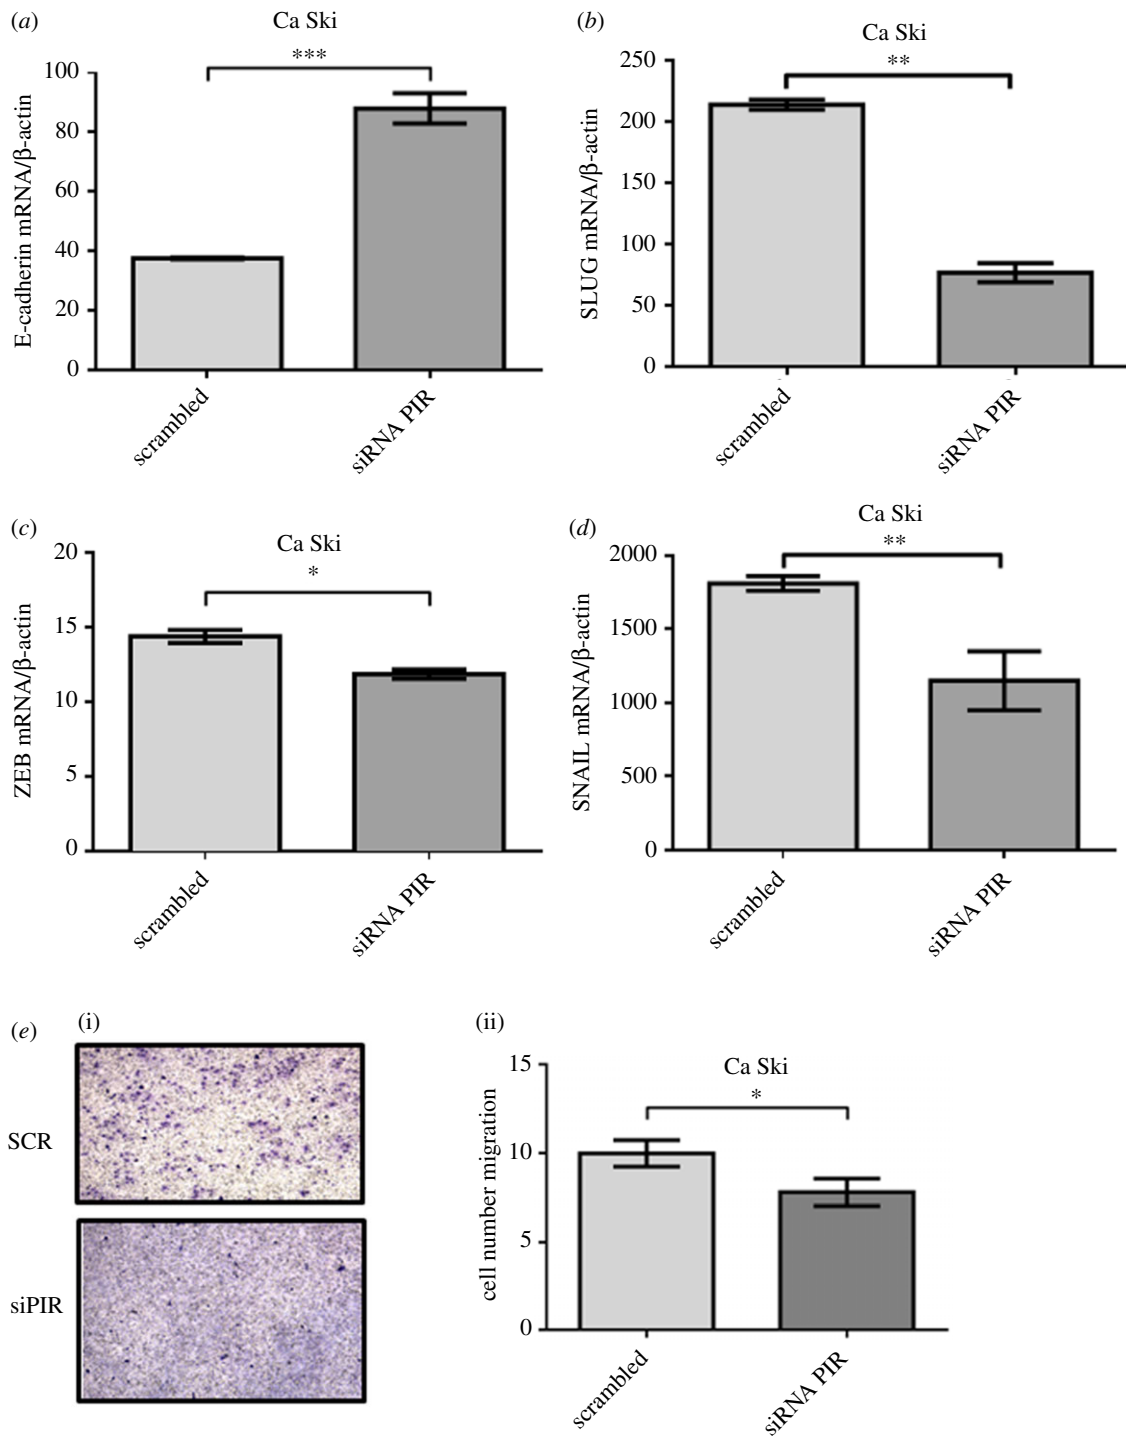 (a)
Ca Ski
***
E-cadherin mRNA/β-actin
100
80
60
40
20
0
scrambled
siRNA PIR
(b)
Ca Ski
**
SLUG mRNA/β-actin
250
200
150
100
50
0
scrambled
siRNA PIR
(c)
Ca Ski
*
ZEB mRNA/β-actin
20
15
10
5
0
scrambled
siRNA PIR
(d)
Ca Ski
**
SNAIL mRNA/β-actin
2000
1500
1000
500
0
scrambled
siRNA PIR
(e)
(i)
SCR
siPIR
(ii)
Ca Ski
*
cell number migration
15
10
5
0
scrambled
siRNA PIR